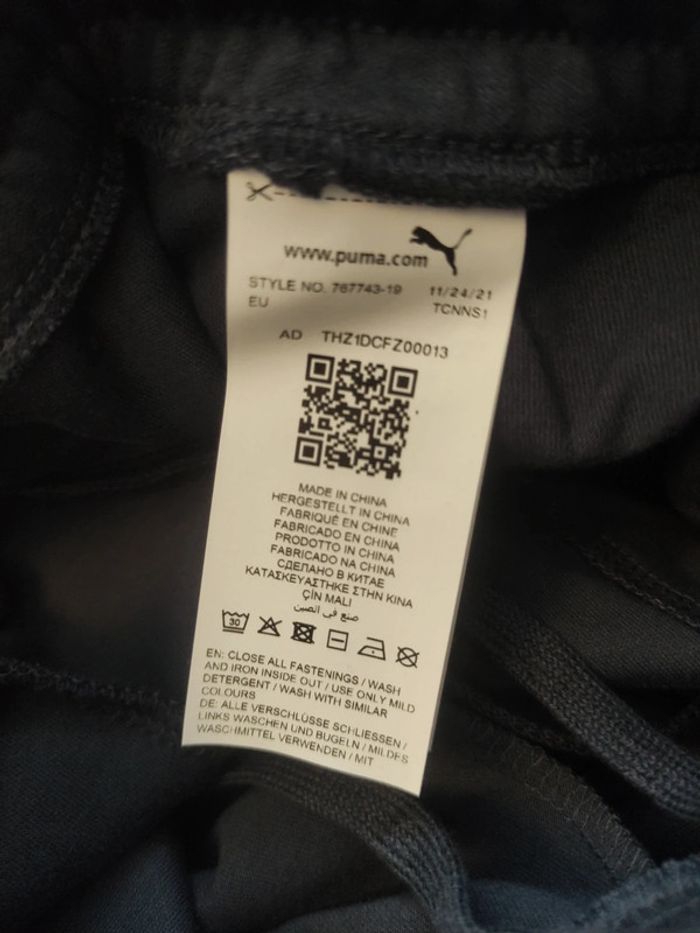 www.puma.com
STYLE NO. 767743-19 11/24/21
EU TCNNS1
AD THZ1DCFZ00013
MADE IN CHINA
HERGESTELLT IN CHINA
FABRIQUÉ EN CHINE
FABRICADO EN CHINA
PRODOTTO IN CHINA
FABRICADO NA CHINA
СДЕЛАНО В КИТАЕ
ΚΑΤΑΣΚΕΥΑΣΤΗΚΕ ΣΤΗΝ ΚΙΝΑ
ÇİN MALI
صنع في الصين
30
EN: CLOSE ALL FASTENINGS / WASH
AND IRON INSIDE OUT / USE ONLY MILD
DETERGENT / WASH WITH SIMILAR
COLOURS
DE: ALLE VERSCHLÜSSE SCHLIESSEN /
LINKS WASCHEN UND BÜGELN / MILDES
WASCHMITTEL VERWENDEN / MIT